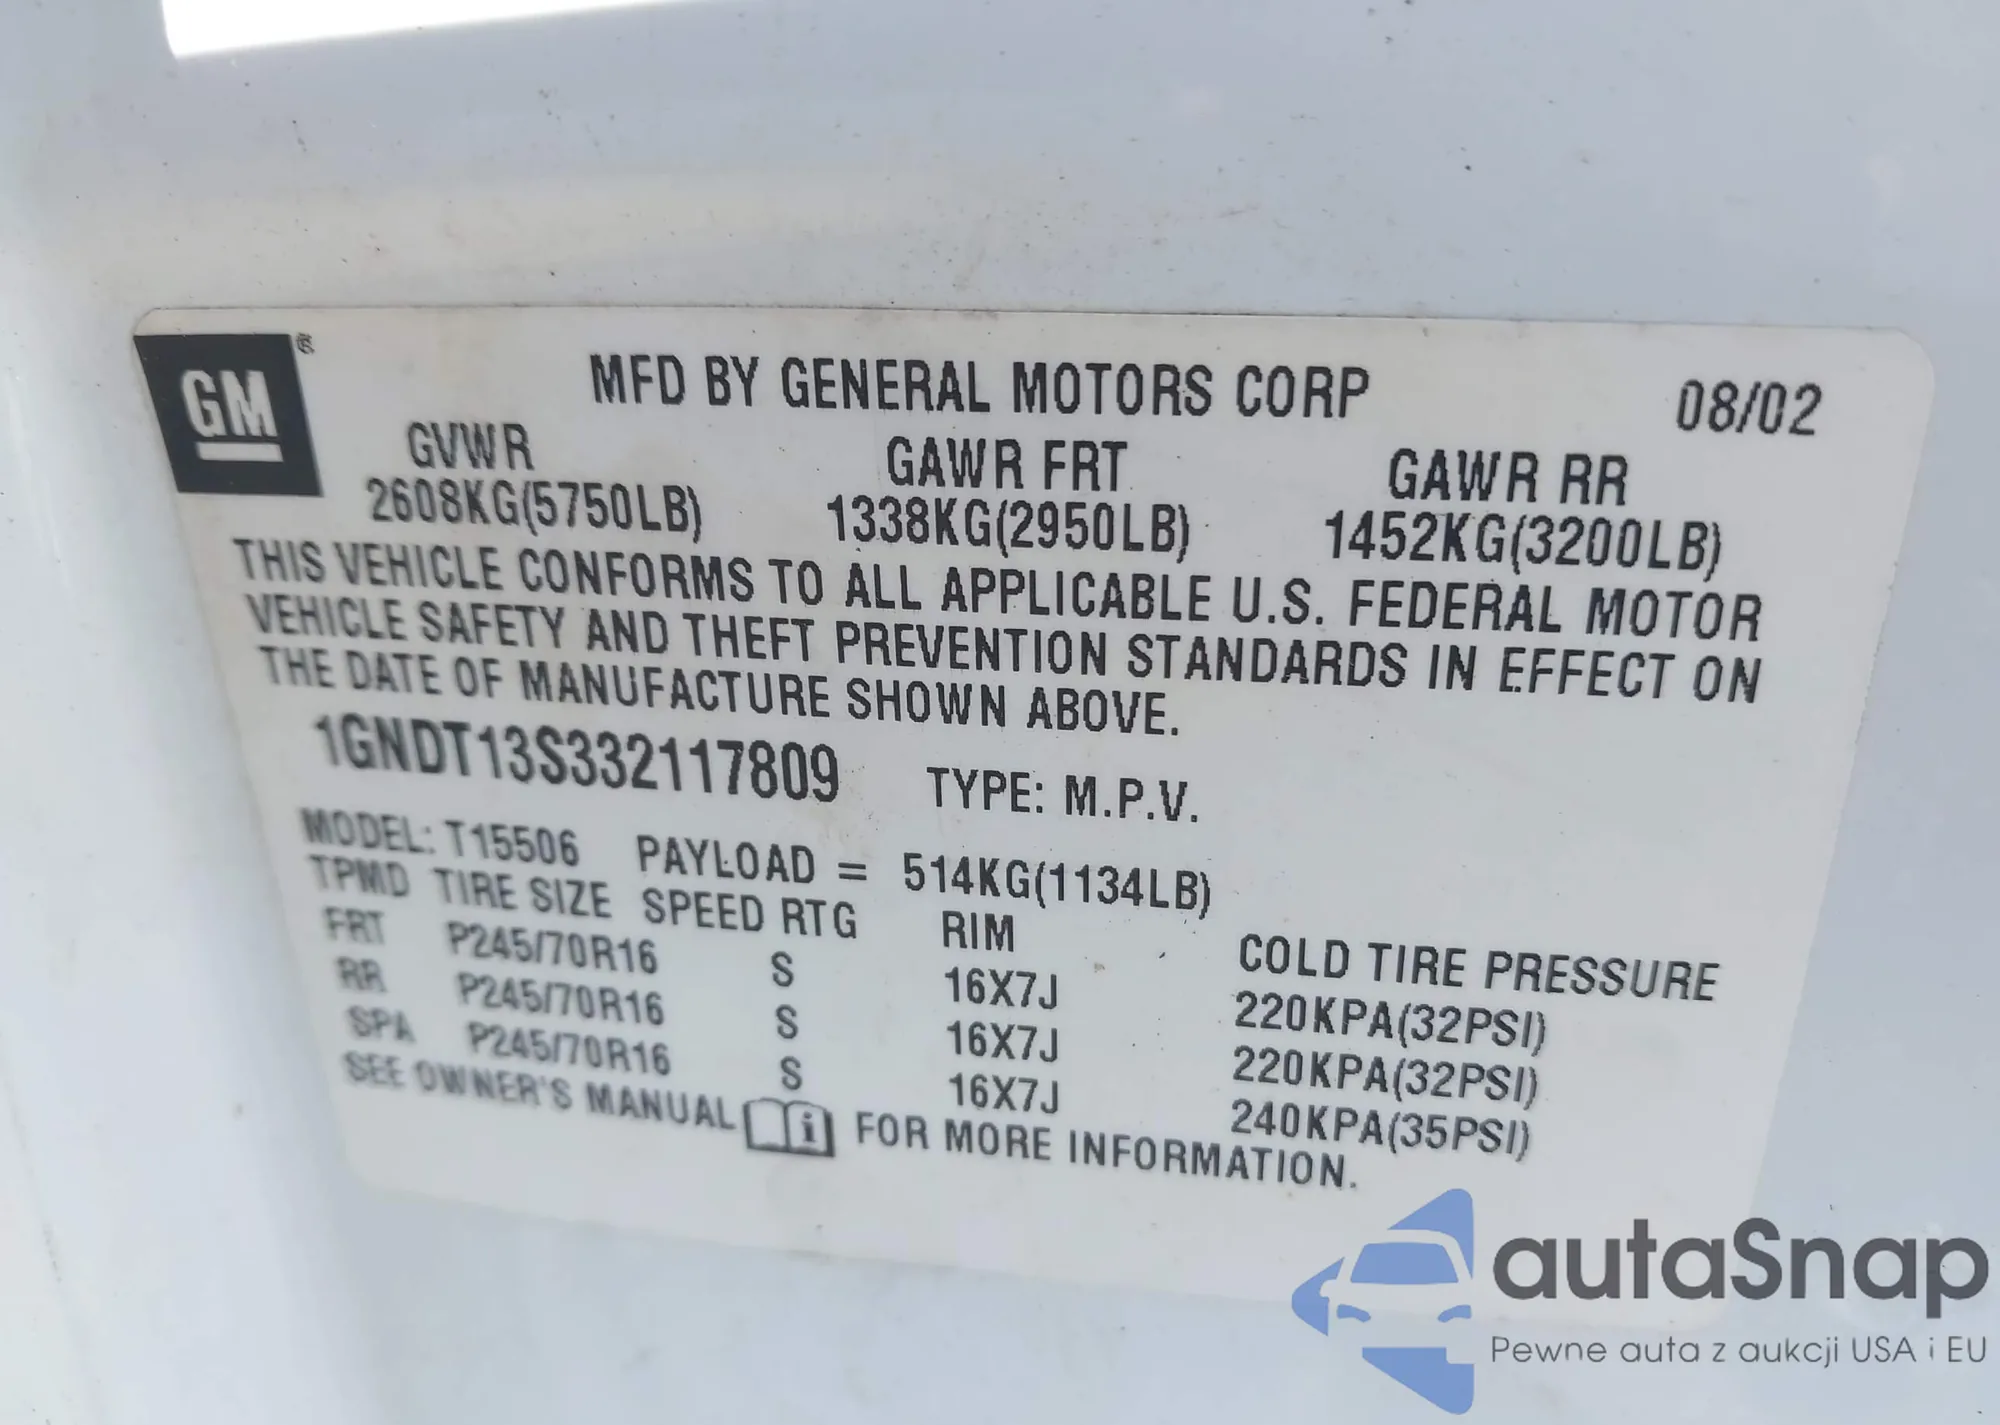 GM®
MFD BY GENERAL MOTORS CORP 08/02
GVWR GAWR FRT GAWR RR
2608KG(5750LB) 1338KG(2950LB) 1452KG(3200LB)
THIS VEHICLE CONFORMS TO ALL APPLICABLE U.S. FEDERAL MOTOR
VEHICLE SAFETY AND THEFT PREVENTION STANDARDS IN EFFECT ON
THE DATE OF MANUFACTURE SHOWN ABOVE.
1GNDT13S332117809 TYPE: M.P.V.
MODEL: T15506 PAYLOAD = 514KG(1134LB)
TPMD TIRE SIZE SPEED RTG RIM COLD TIRE PRESSURE
FRT P245/70R16 S 16X7J 220KPA(32PSI)
RR P245/70R16 S 16X7J 220KPA(32PSI)
SPA P245/70R16 S 16X7J 240KPA(35PSI)
SEE OWNER'S MANUAL i FOR MORE INFORMATION.
autaSnap
Pewne auta z aukcji USA i EU